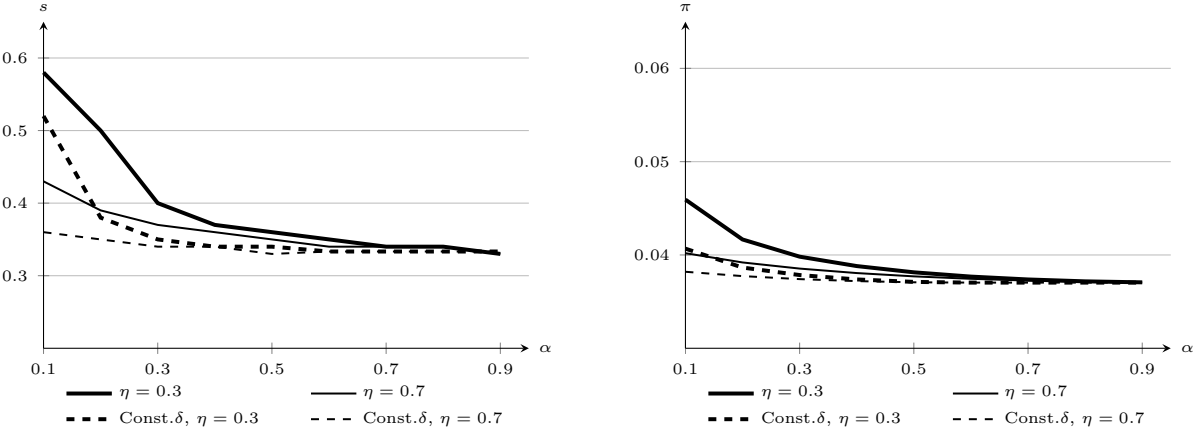 s
0.6
0.5
0.4
0.3
0.1 0.3 0.5 0.7 0.9 α
η = 0.3 η = 0.7
Const.δ, η = 0.3 Const.δ, η = 0.7
π
0.06
0.05
0.04
0.1 0.3 0.5 0.7 0.9 α
η = 0.3 η = 0.7
Const.δ, η = 0.3 Const.δ, η = 0.7